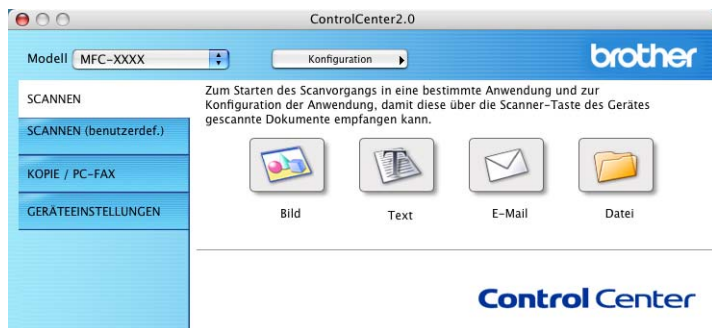 ControlCenter2.0
Modell MFC-XXXX Konfiguration brother
SCANNEN
SCANNEN (benutzerdef.)
KOPIE / PC-FAX
GERÄTEEINSTELLUNGEN
Zum Starten des Scanvorgangs in eine bestimmte Anwendung und zur
Konfiguration der Anwendung, damit diese über die Scanner-Taste des Gerätes
gescannte Dokumente empfangen kann.
Bild Text E-Mail Datei
Control Center